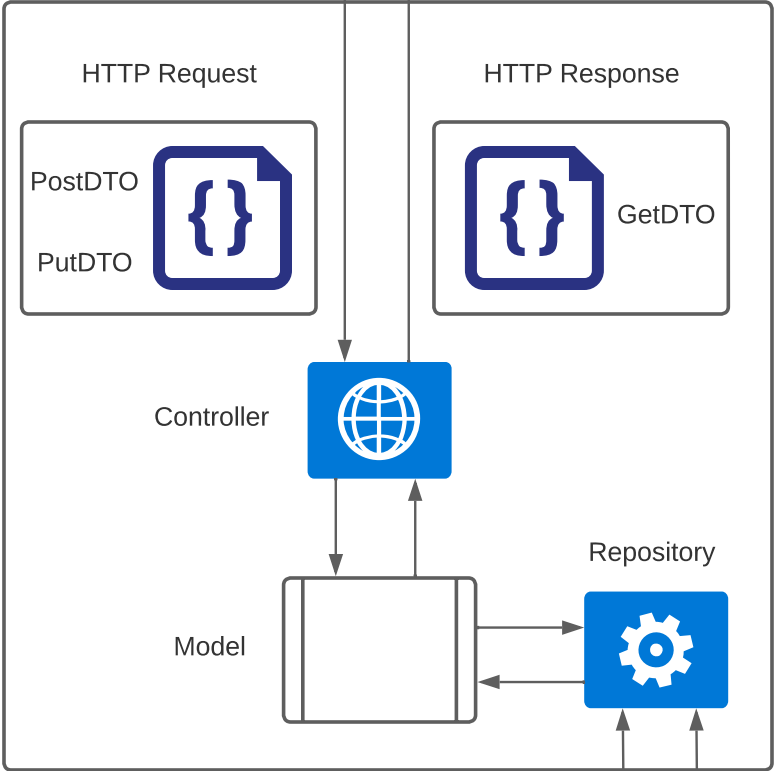 HTTP Request
HTTP Response
PostDTO
{ }
PutDTO
{ }
GetDTO
Controller
Repository
Model